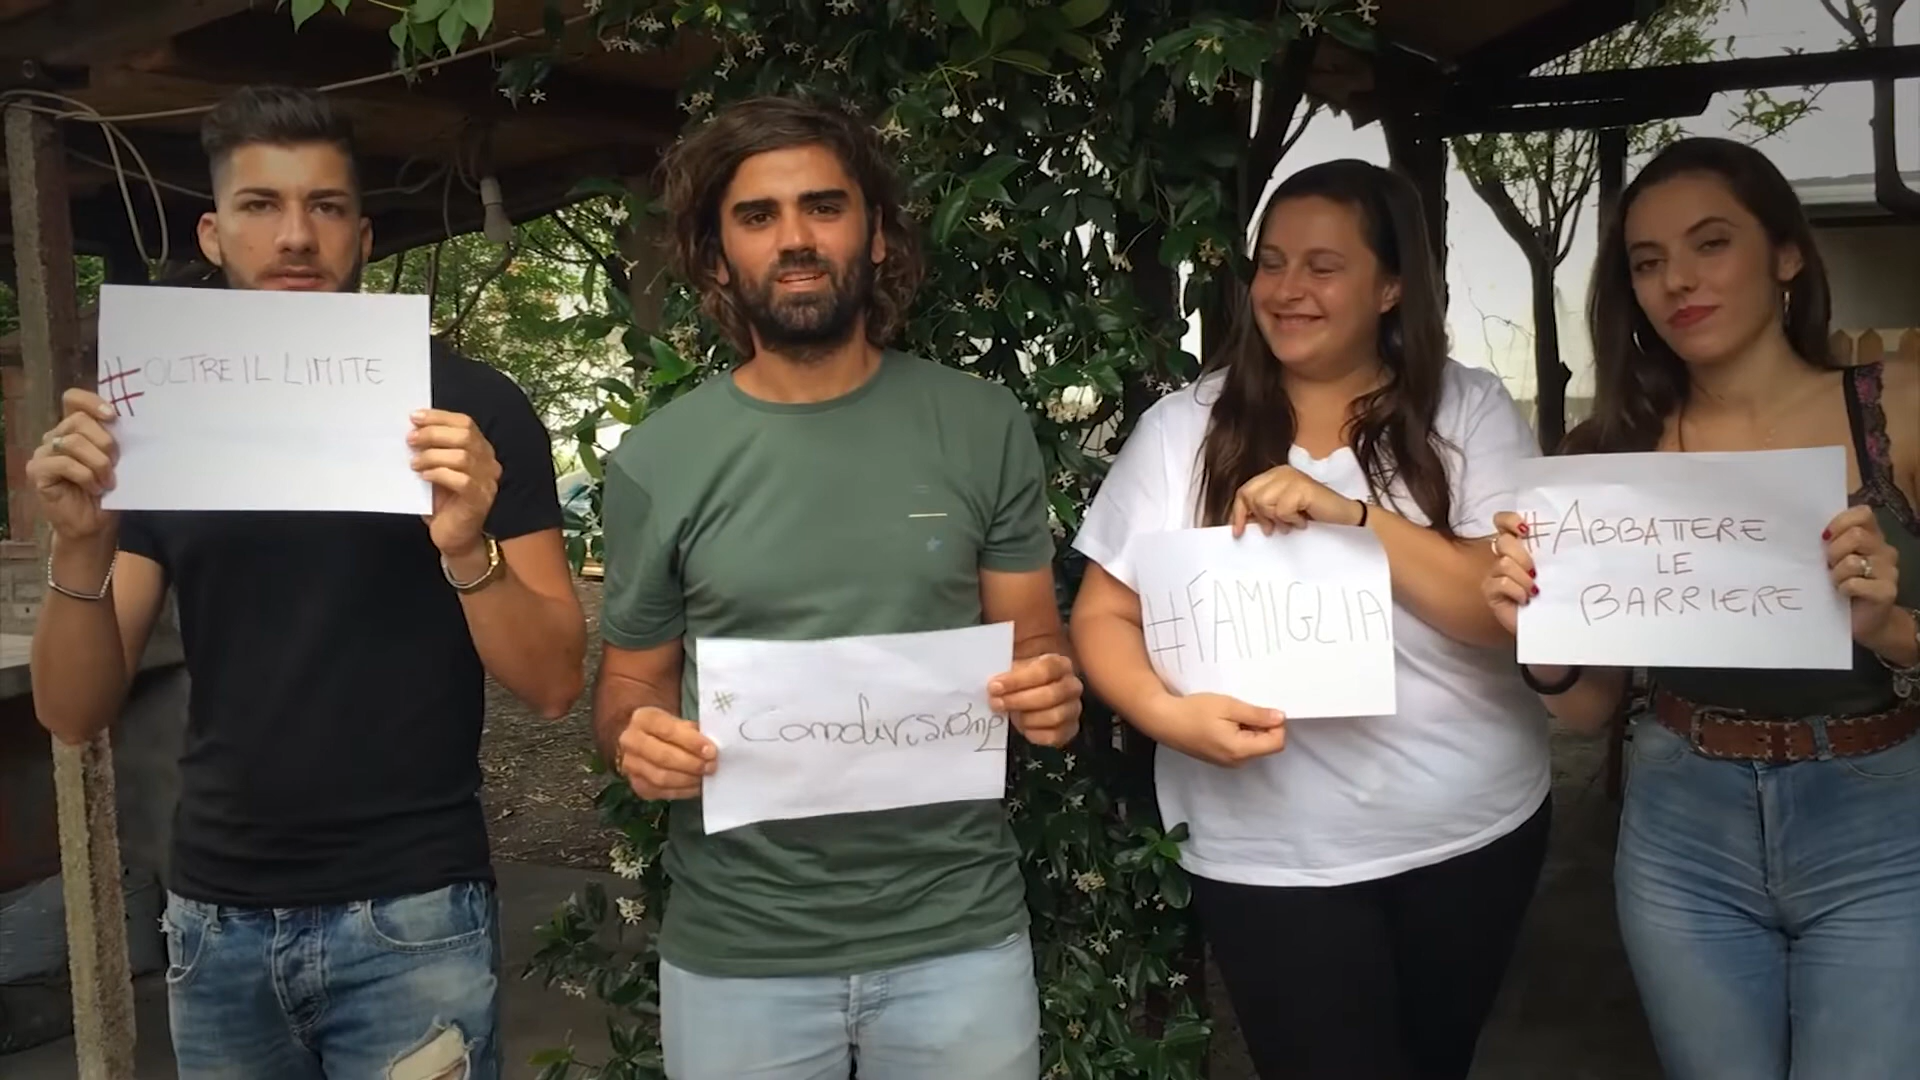 #OLTRE IL LIMITE
#condivisione
#FAMIGLIA
#ABBATTERE
LE
BARRIERE